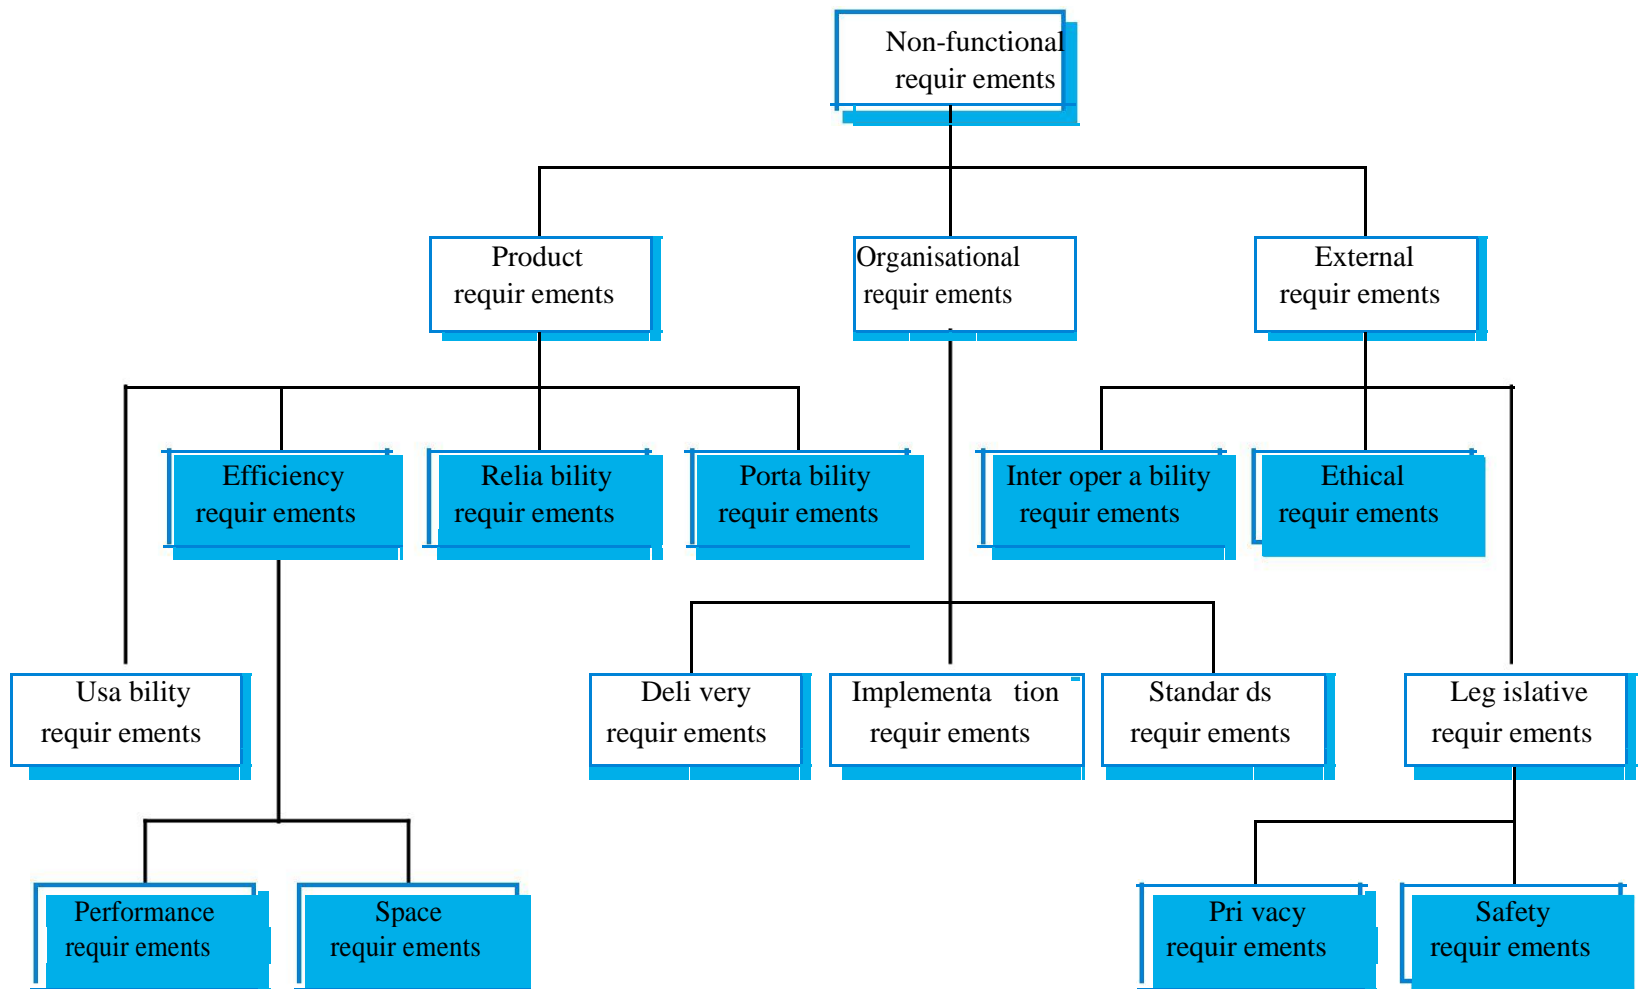 Non-functional
requir ements
Product
requir ements
Organisational
requir ements
External
requir ements
Efficiency
requir ements
Relia bility
requir ements
Porta bility
requir ements
Inter oper a bility
requir ements
Ethical
requir ements
Usa bility
requir ements
Deli very
requir ements
Implementa tion
requir ements
Standar ds
requir ements
Leg islative
requir ements
Performance
requir ements
Space
requir ements
Pri vacy
requir ements
Safety
requir ements